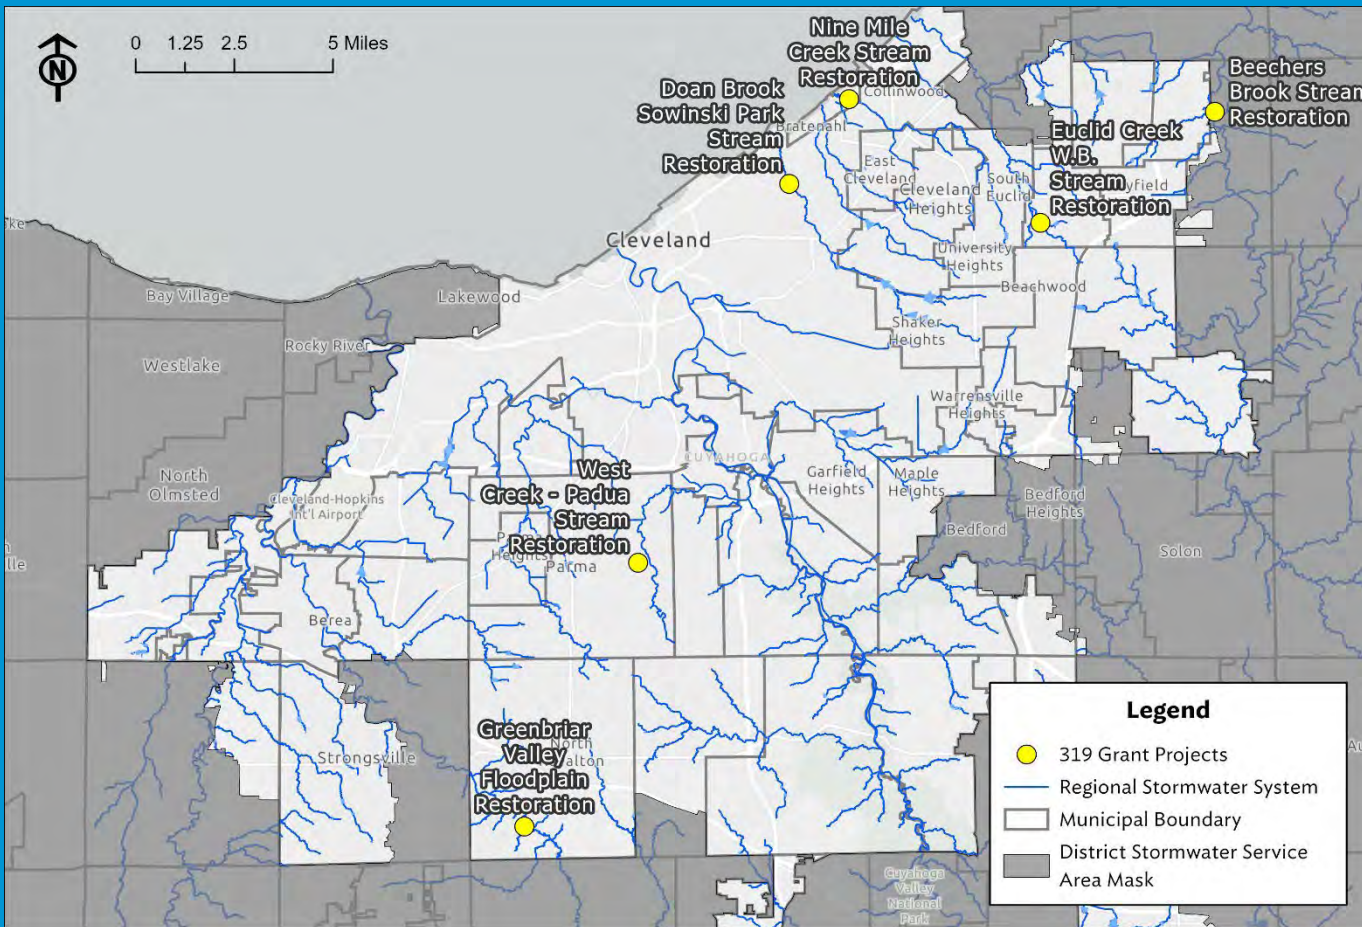 0 1.25 2.5 5 Miles
N
Nine Mile
Creek Stream
Restoration
Collinwood
Doan Brook
Sowinski Park
Stream
Restoration
Bratenahl
Beechers
Brook Stream
Restoration
Euclid Creek
W.B.
Stream
Restoration
East
Cleveland
Cleveland
Heights
South
Euclid
yfield
University
Heights
Beachwood
Cleveland
Bay Village
Lakewood
Rocky River
Westlake
Shaker
Heights
Warrensville
Heights
North
Olmsted
Cleveland-Hopkins
Int'l Airport
CUYAHOGA
West
Creek - Padua
Stream
Restoration
Heights
Parma
Garfield
Heights
Maple
Heights
Bedford
Heights
Bedford
Solon
Berea
Strongsville
Greenbriar
Valley
Floodplain
Restoration
North
alton
Cuyahoga
Valley
National
Park
Legend
319 Grant Projects
Regional Stormwater System
Municipal Boundary
District Stormwater Service
Area Mask